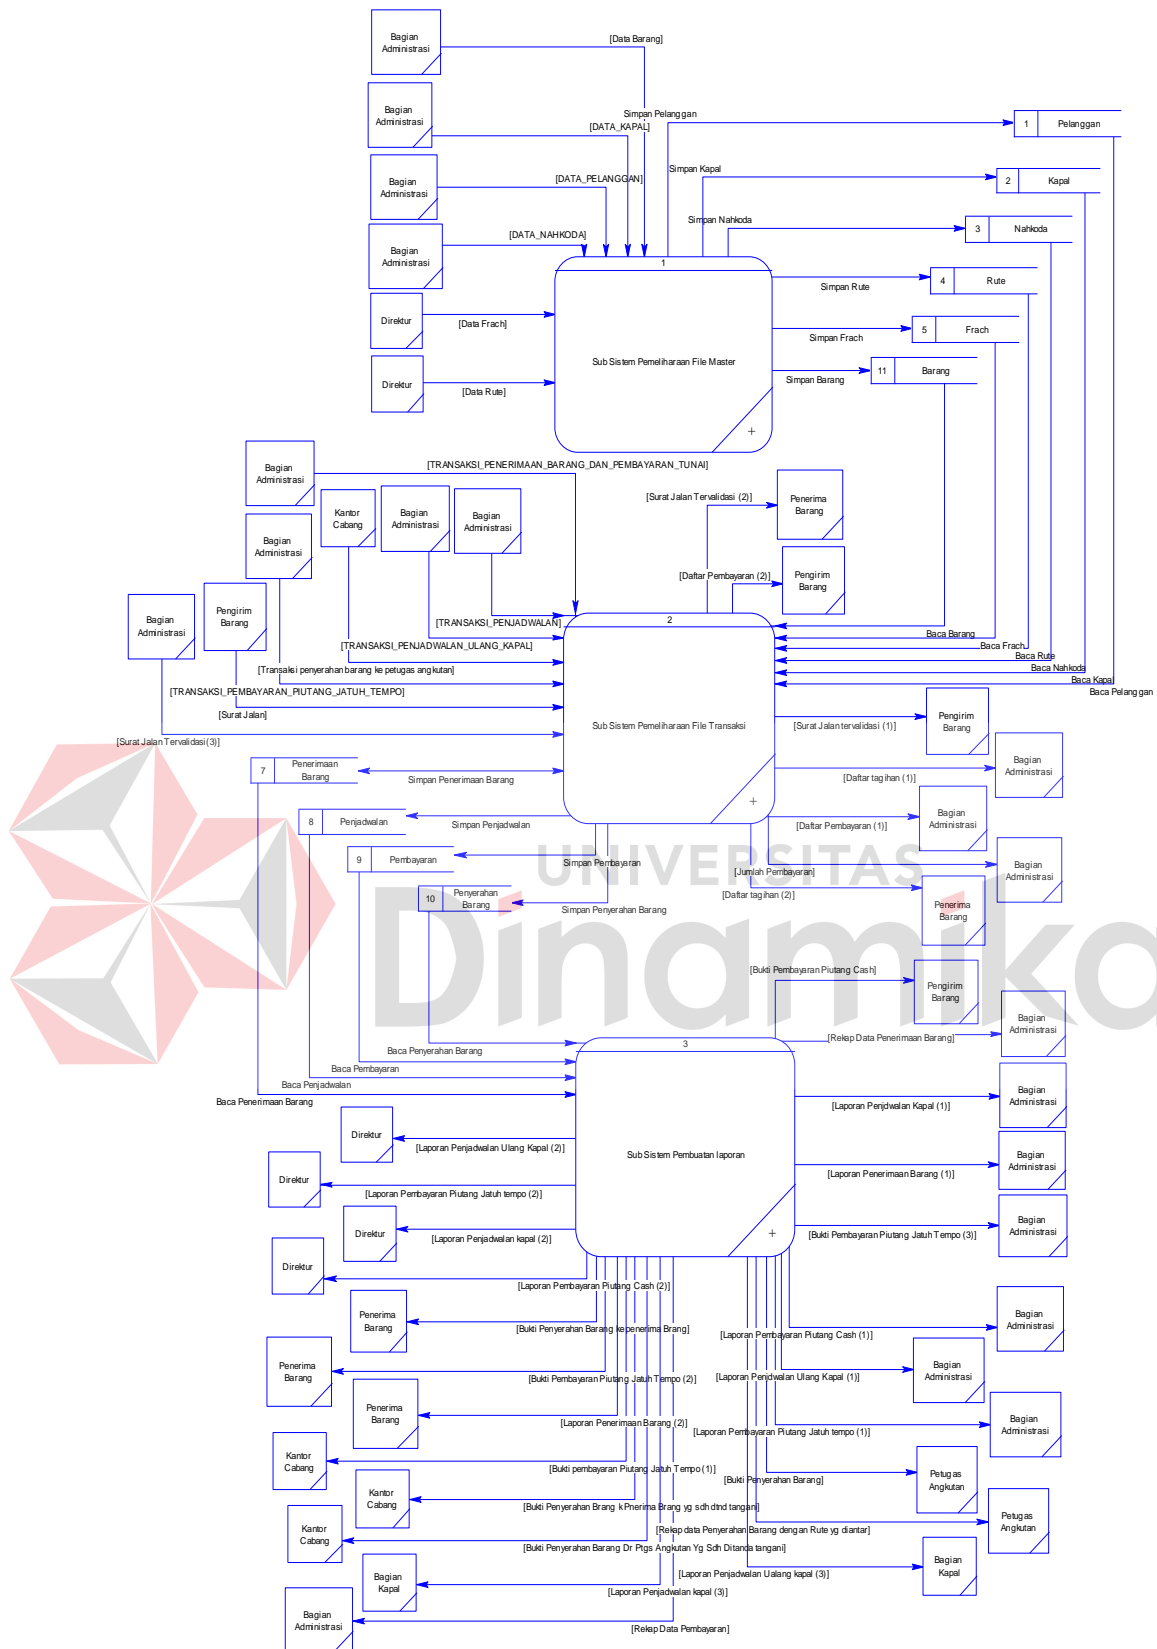 Bagian
Administrasi
[Data Barang]
Bagian
Administrasi
[DATA_KAPAL]
Simpan Pelanggan
1
Pelanggan
Bagian
Administrasi
[DATA_PELANGGAN]
Simpan Kapal
2
Kapal
Bagian
Administrasi
[DATA_NAHKODA]
Simpan Nahkoda
3
Nahkoda
1
Direktur
[Data Frach]
Simpan Rute
4
Rute
Simpan Frach
5
Frach
Direktur
[Data Rute]
Sub Sistem Pemeliharaan File Master
Simpan Barang
11
Barang
+
Bagian
Administrasi
[TRANSAKSI_PENERIMAAN_BARANG_DAN_PEMBAYARAN_TUNAI]
Kantor
Cabang
Bagian
Administrasi
Bagian
Administrasi
[Surat Jalan Tervalidasi (2)]
Penerima
Barang
Bagian
Administrasi
[Daftar Pembayaran (2)]
Pengirim
Barang
Bagian
Administrasi
Pengirim
Barang
[TRANSAKSI_PENJADWALAN]
2
Baca Barang
[TRANSAKSI_PENJADWALAN_ULANG_KAPAL]
Baca Frach
Baca Rute
[Transaksi penyerahan barang ke petugas angkutan]
Baca Nahkoda
Baca Kapal
[TRANSAKSI_PEMBAYARAN_PIUTANG_JATUH_TEMPO]
Baca Pelanggan
[Surat Jalan]
Sub Sistem Pemeliharaan File Transaksi
[Surat Jalan tervalidasi (1)]
Pengirim
Barang
[Surat Jalan Tervalidasi (3)]
7
Penerimaan
Barang
Simpan Penerimaan Barang
[Daftar tagihan (1)]
Bagian
Administrasi
+
8
Penjadwalan
Simpan Penjadwalan
[Daftar Pembayaran (1)]
Bagian
Administrasi
9
Pembayaran
Simpan Pembayaran
UNIVERSITAS
[Jumlah Pembayaran]
Bagian
Administrasi
10
Penyerahan
Barang
Simpan Penyerahan Barang
[Daftar tagihan (2)]
Penerima
Barang
Dinamika
[Bukti Pembayaran Piutang Cash]
Pengirim
Barang
[Rekap Data Penerimaan Barang]
Bagian
Administrasi
3
Baca Penyerahan Barang
Baca Pembayaran
Baca Penjadwalan
Baca Penerimaan Barang
[Laporan Penjdwalan Kapal (1)]
Bagian
Administrasi
Direktur
[Laporan Penjadwalan Ulang Kapal (2)]
Sub Sistem Pembuatan laporan
[Laporan Penerimaan Barang (1)]
Bagian
Administrasi
Direktur
[Laporan Pembayaran Piutang Jatuh tempo (2)]
Direktur
[Laporan Penjadwalan kapal (2)]
+
[Bukti Pembayaran Piutang Jatuh Tempo (3)]
Bagian
Administrasi
Direktur
[Laporan Pembayaran Piutang Cash (2)]
Penerima
Barang
[Bukti Penyerahan Barang kepenerima Brang]
[Laporan Pembayaran Piutang Cash (1)]
Bagian
Administrasi
Penerima
Barang
[Bukti Pembayaran Piutang Jatuh Tempo (2)]
[Laporan Penjdwalan Ulang Kapal (1)]
Bagian
Administrasi
Penerima
Barang
[Laporan Penerimaan Barang (2)]
[Laporan Pembayaran Piutang Jatuh tempo (1)]
Bagian
Administrasi
Kantor
Cabang
[Bukti pembayaran Piutang Jatuh Tempo (1)]
[Bukti Penyerahan Barang]
Petugas
Angkutan
Kantor
Cabang
[Bukti Penyerahan Brang k Pnerima Brang yg sdh dtnd tangani]
Kantor
Cabang
[Rekap data Penyerahan Barang dengan Rute yg diantar]
Petugas
Angkutan
[Bukti Penyerahan Barang Dr Ptgs Angkutan Yg Sdh Ditanda tangani]
Bagian
Kapal
[Laporan Penjadwalan Ualang kapal (3)]
Bagian
Kapal
[Laporan Penjadwalan kapal (3)]
Bagian
Administrasi
[Rekap Data Pembayaran]